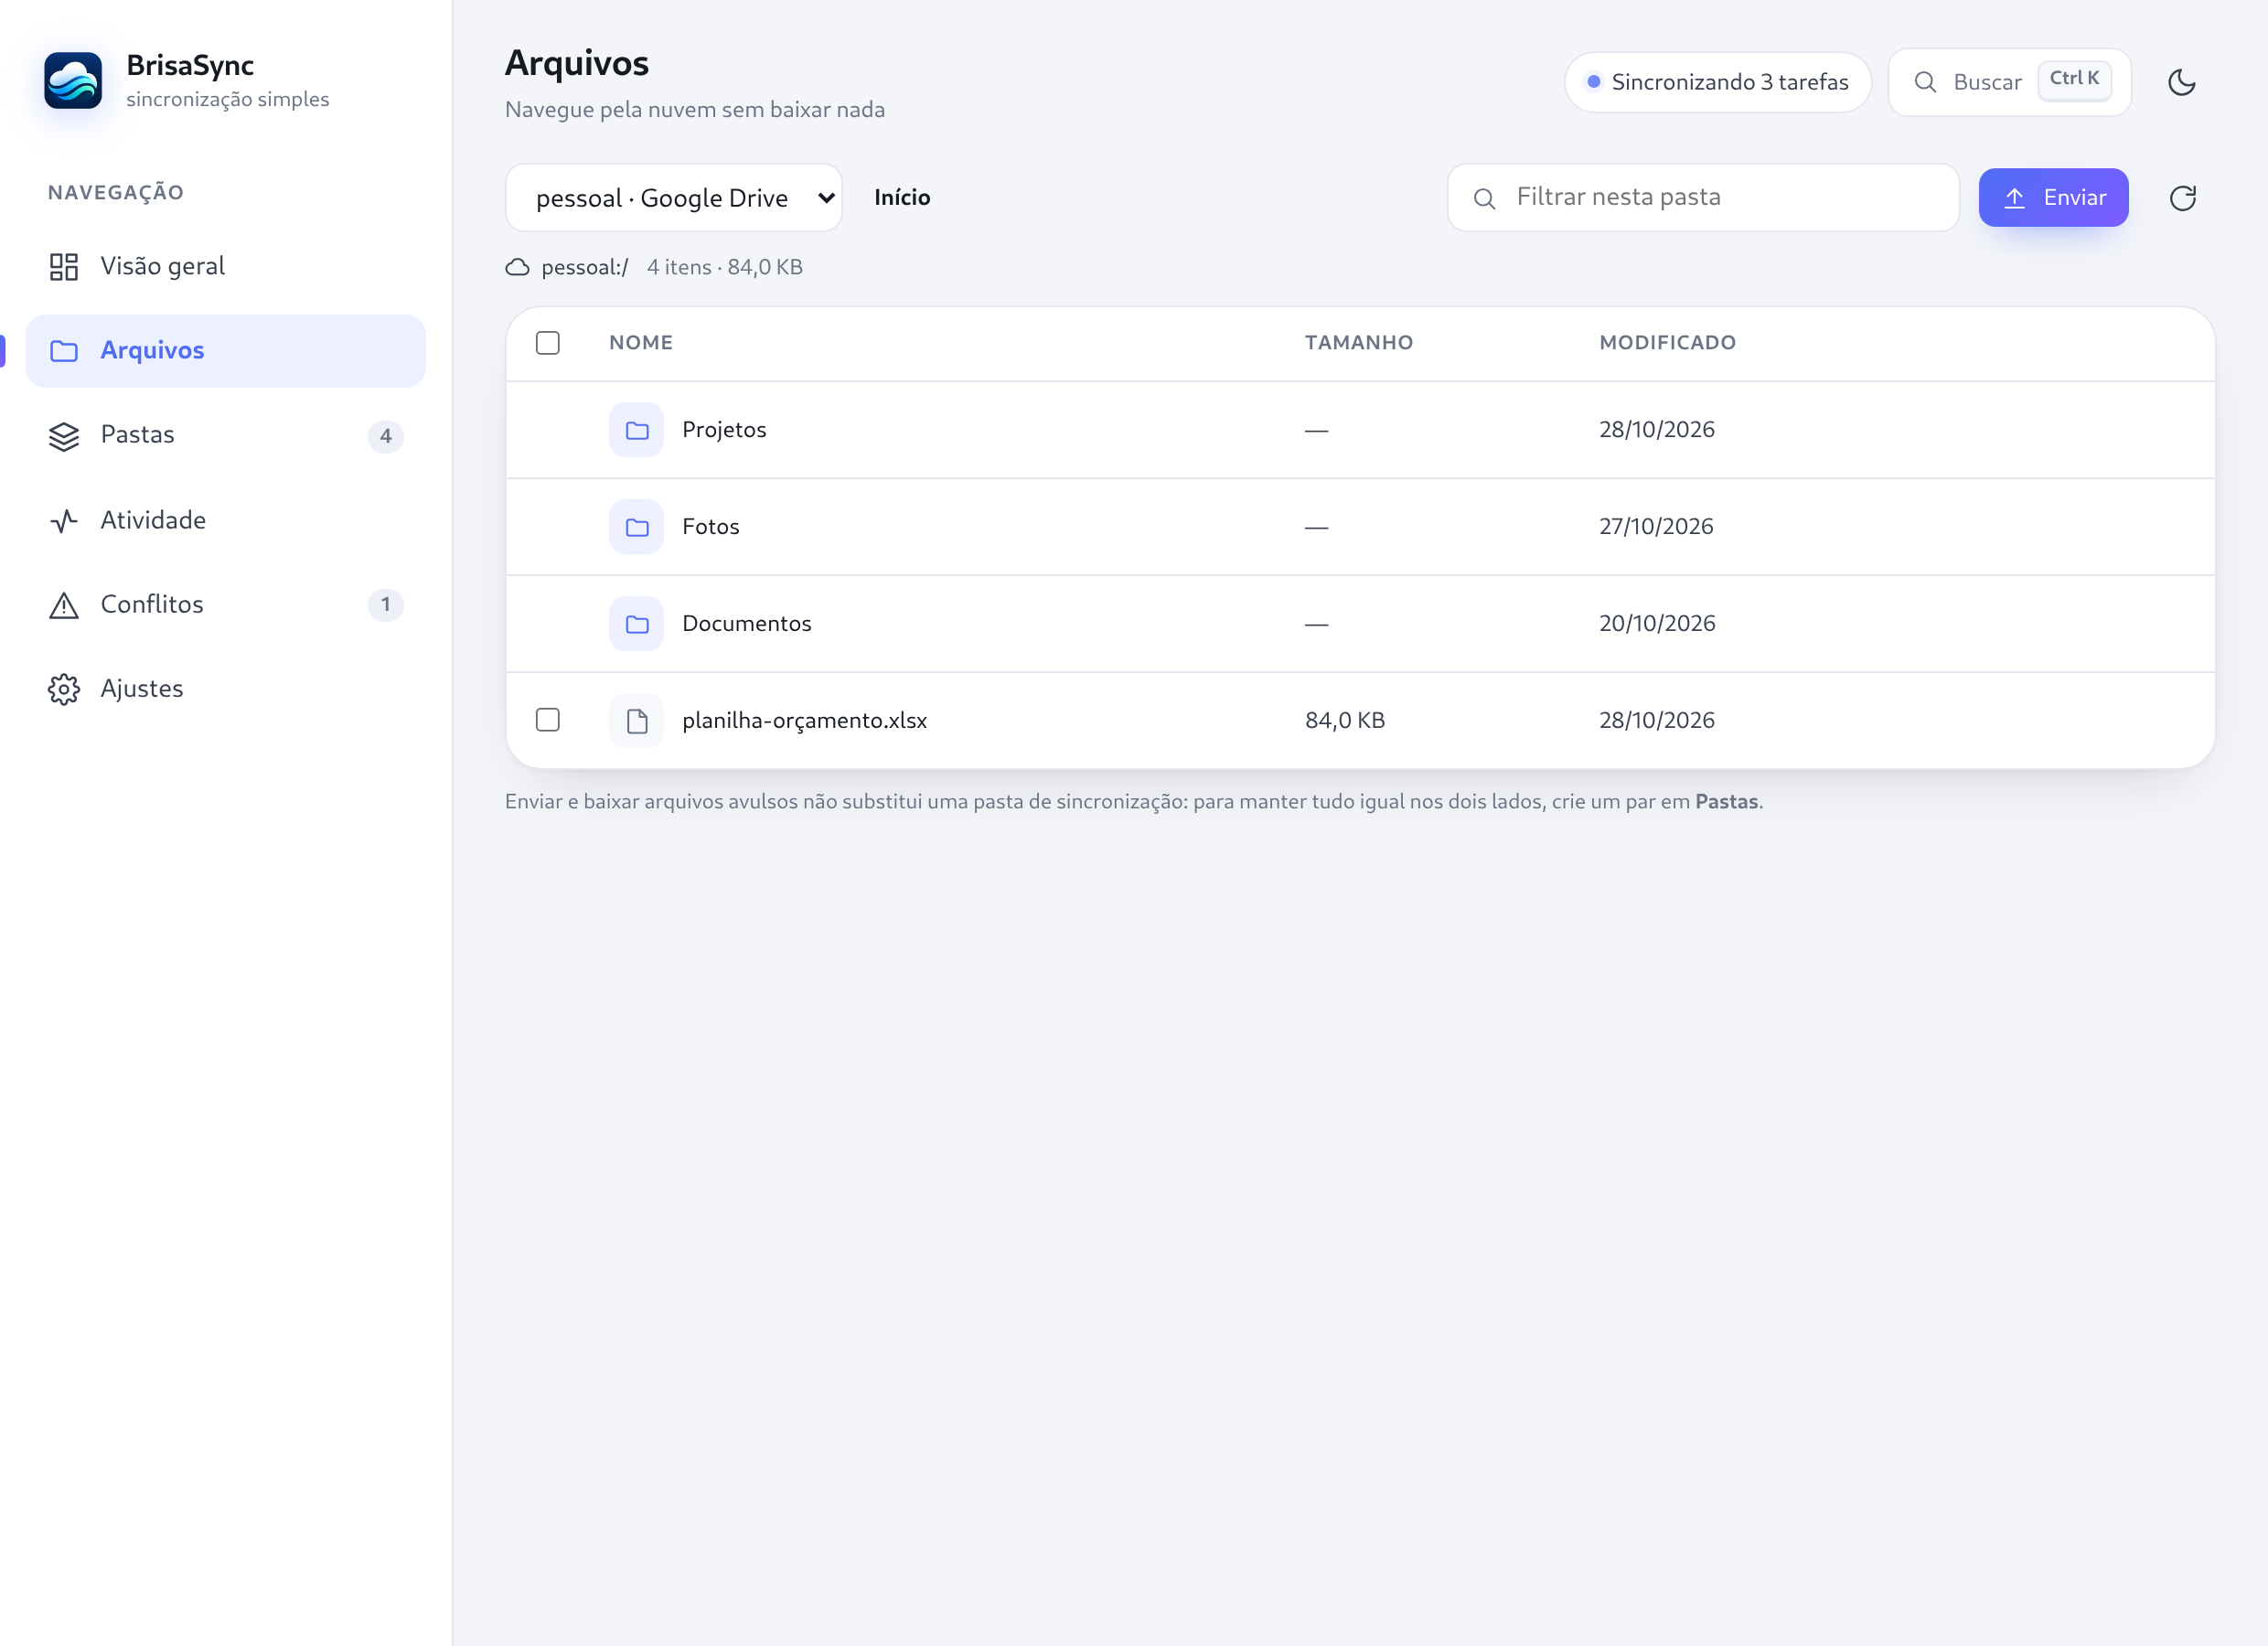 BrisaSync
sincronização simples
NAVEGAÇÃO
Visão geral
Arquivos
Pastas 4
Atividade
Conflitos 1
Ajustes
Arquivos
Navegue pela nuvem sem baixar nada
Sincronizando 3 tarefas
Buscar Ctrl K
pessoal · Google Drive
Início
Filtrar nesta pasta
Enviar
pessoal:/ 4 itens · 84,0 KB
NOME TAMANHO MODIFICADO
Projetos — 28/10/2026
Fotos — 27/10/2026
Documentos — 20/10/2026
planilha-orçamento.xlsx 84,0 KB 28/10/2026
Enviar e baixar arquivos avulsos não substitui uma pasta de sincronização: para manter tudo igual nos dois lados, crie um par em Pastas.